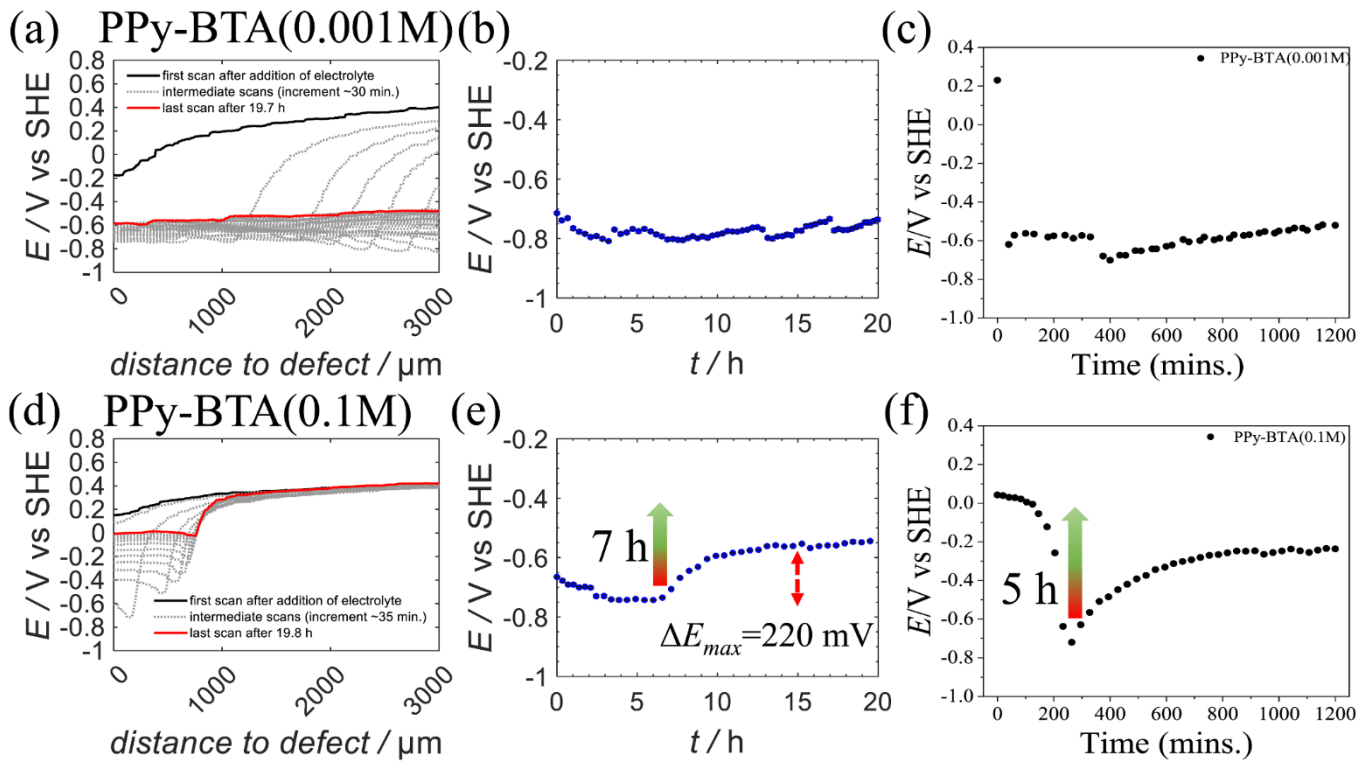 (a) PPy-BTA(0.001M)
0.8
0.6
0.4
0.2
0
-0.2
-0.4
-0.6
-0.8
-1
E / V vs SHE
first scan after addition of electrolyte
intermediate scans (increment ~30 min.)
last scan after 19.7 h
0
1000
2000
3000
distance to defect / µm
(b)
-0.2
-0.4
-0.6
-0.8
-1
E / V vs SHE
0
5
10
15
20
t / h
(c)
0.4
0.2
0.0
-0.2
-0.4
-0.6
-0.8
-1.0
E/V vs SHE
PPy-BTA(0.001M)
0 200 400 600 800 1000 1200
Time (mins.)
(d) PPy-BTA(0.1M)
0.8
0.6
0.4
0.2
0
-0.2
-0.4
-0.6
-0.8
-1
E / V vs SHE
first scan after addition of electrolyte
intermediate scans (increment ~35 min.)
last scan after 19.8 h
0
1000
2000
3000
distance to defect / µm
(e)
-0.2
-0.4
-0.6
-0.8
-1
E / V vs SHE
7 h
ΔEmax=220 mV
0
5
10
15
20
t / h
(f)
0.4
0.2
0.0
-0.2
-0.4
-0.6
-0.8
-1.0
E/V vs SHE
PPy-BTA(0.1M)
5 h
0 200 400 600 800 1000 1200
Time (mins.)